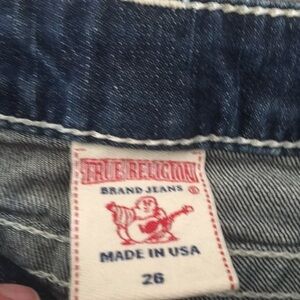 TRUE RELIGION
BRAND JEANS ®
MADE IN USA
26